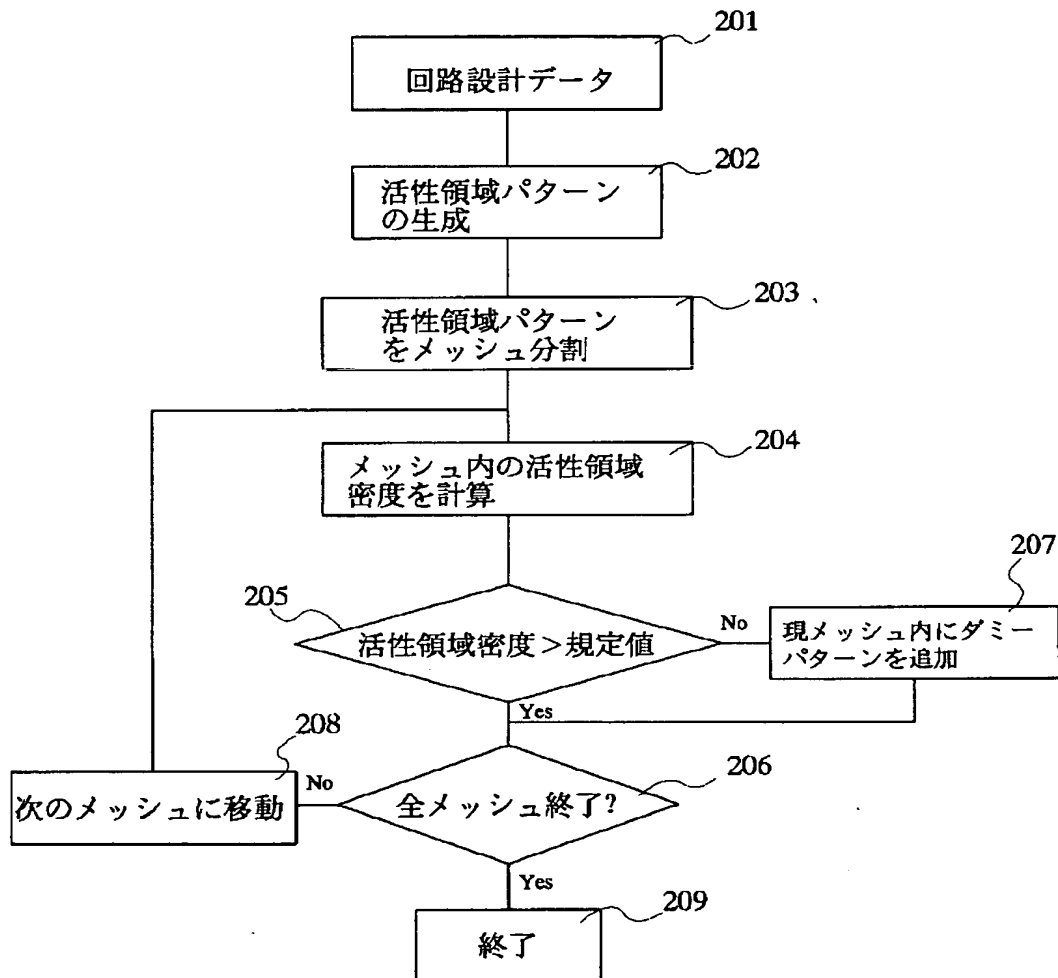 201
回路設計データ
202
活性領域パターン
の生成
203
活性領域パターン
をメッシュ分割
204
メッシュ内の活性領域
密度を計算
205
活性領域密度>規定値
No
207
現メッシュ内にダミー
パターンを追加
Yes
208
次のメッシュに移動
No
206
全メッシュ終了?
Yes
209
終了